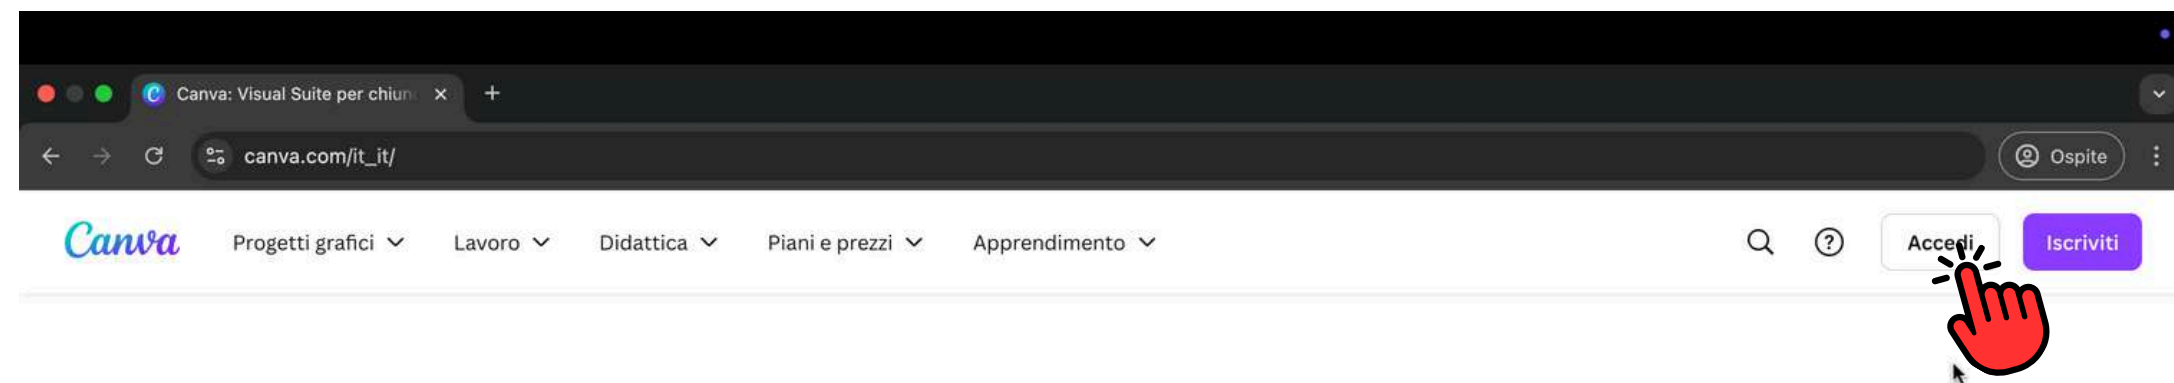 Canva: Visual Suite per chiun
canva.com/it_it/
Ospite
Canva Progetti grafici Lavoro Didattica Piani e prezzi Apprendimento Accedi Iscriviti